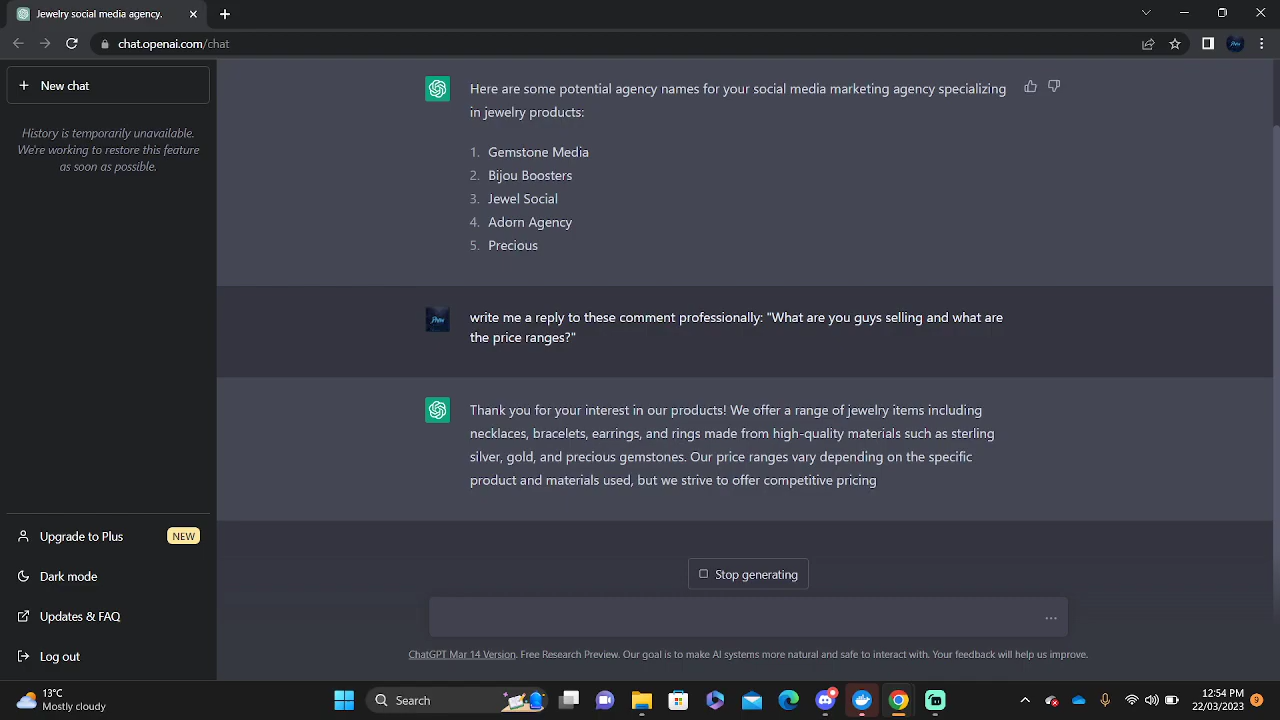 Jewelry social media agency.
chat.openai.com/chat
New chat
History is temporarily unavailable.
We're working to restore this feature
as soon as possible.
Here are some potential agency names for your social media marketing agency specializing
in jewelry products:
1. Gemstone Media
2. Bijou Boosters
3. Jewel Social
4. Adorn Agency
5. Precious
write me a reply to these comment professionally: "What are you guys selling and what are
the price ranges?"
Thank you for your interest in our products! We offer a range of jewelry items including
necklaces, bracelets, earrings, and rings made from high-quality materials such as sterling
silver, gold, and precious gemstones. Our price ranges vary depending on the specific
product and materials used, but we strive to offer competitive pricing
Upgrade to Plus NEW
Dark mode
Updates & FAQ
Log out
Stop generating
ChatGPT Mar 14 Version. Free Research Preview. Our goal is to make AI systems more natural and safe to interact with. Your feedback will help us improve.
13°C
Mostly cloudy
Search
12:54 PM
22/03/2023
9